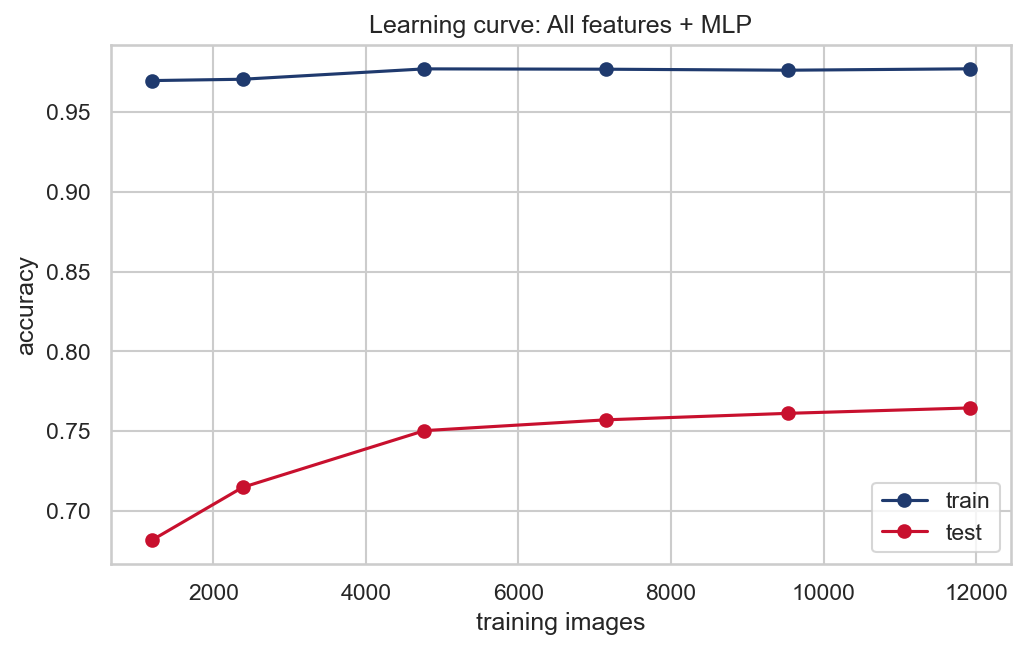 Learning curve: All features + MLP
accuracy
0.95
0.90
0.85
0.80
0.75
0.70
train
test
2000 4000 6000 8000 10000 12000
training images